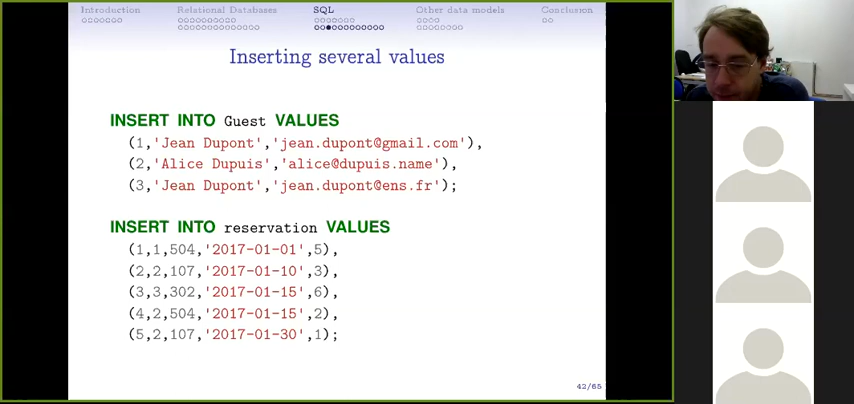 Introduction Relational Databases SQL Other data models Conclusion
Inserting several values
INSERT INTO Guest VALUES
(1,'Jean Dupont','jean.dupont@gmail.com'),
(2,'Alice Dupuis','alice@dupuis.name'),
(3,'Jean Dupont','jean.dupont@ens.fr');
INSERT INTO reservation VALUES
(1,1,504,'2017-01-01',5),
(2,2,107,'2017-01-10',3),
(3,3,302,'2017-01-15',6),
(4,2,504,'2017-01-15',2),
(5,2,107,'2017-01-30',1);
42/65